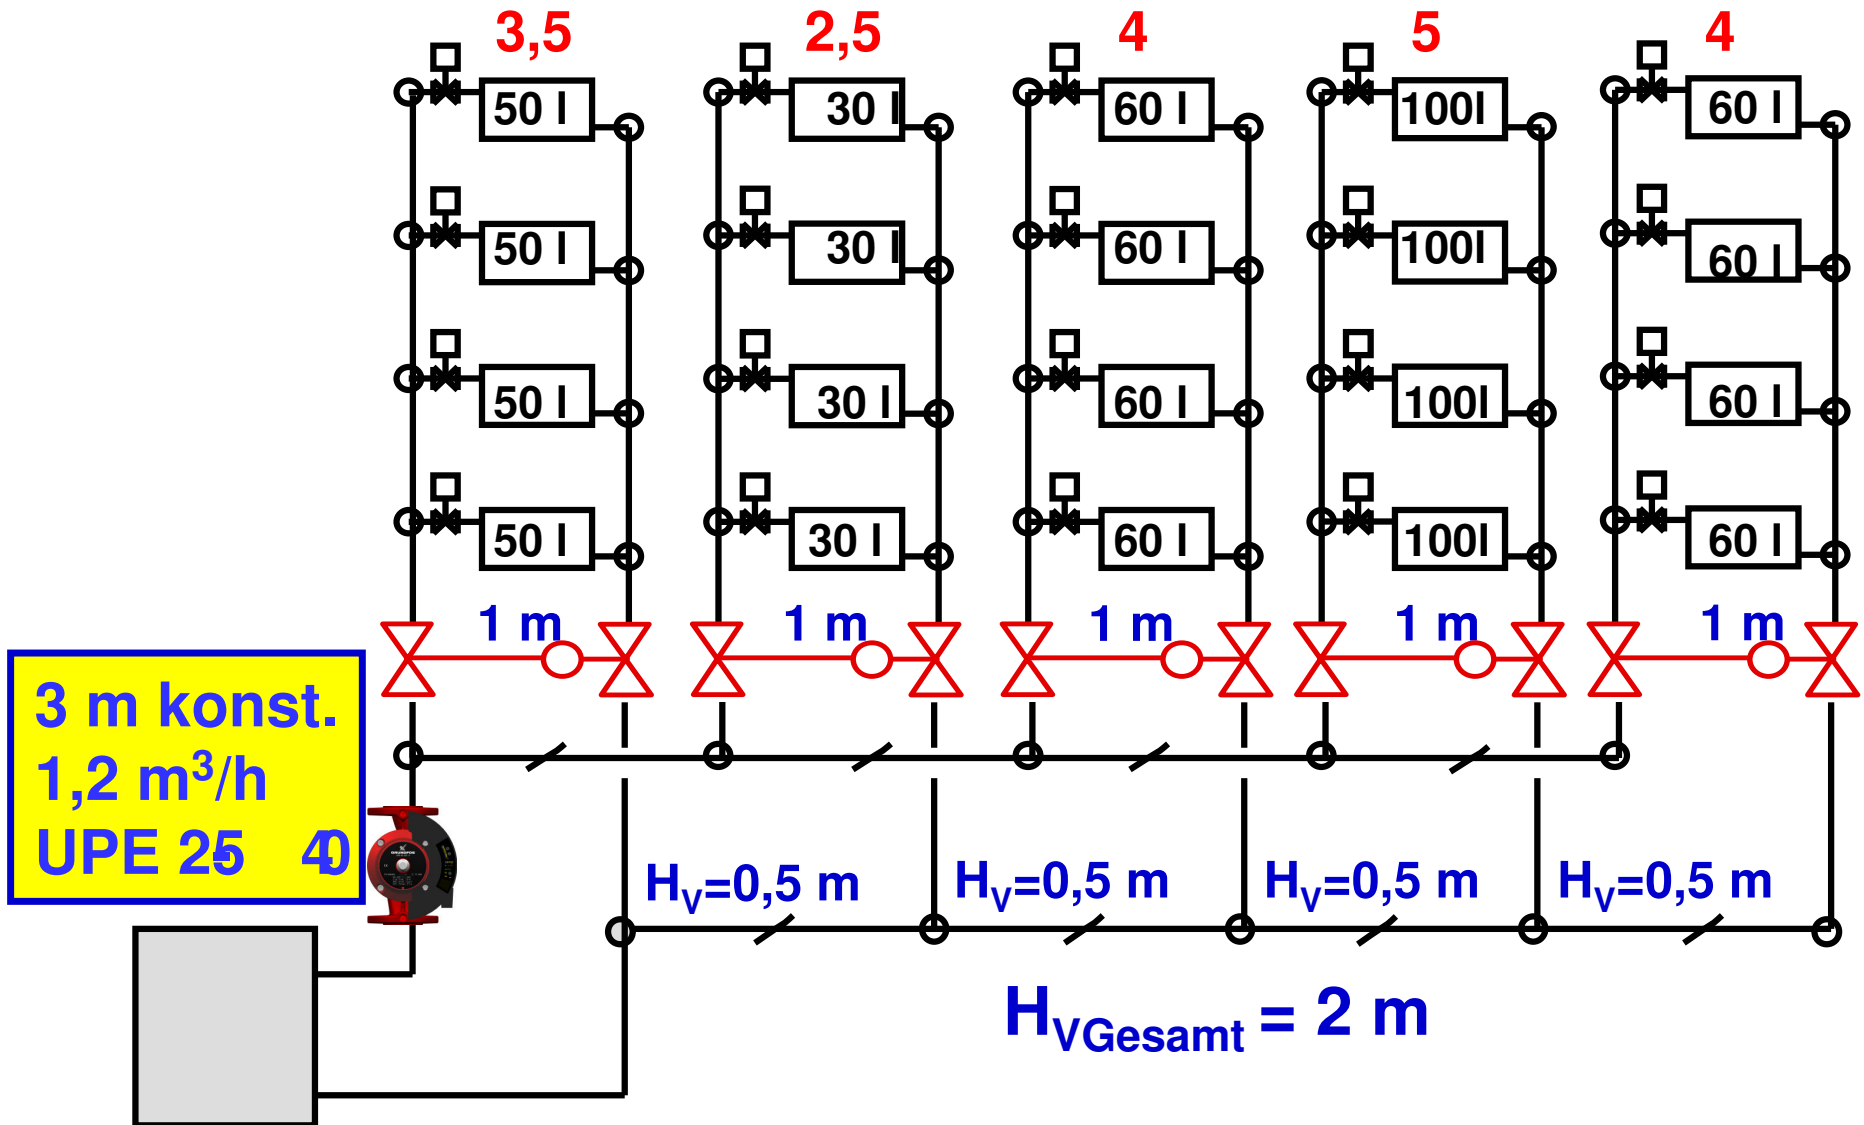 3,5 2,5 4 5 4
50 l 30 l 60 l 100l 60 l
50 l 30 l 60 l 100l 60 l
50 l 30 l 60 l 100l 60 l
50 l 30 l 60 l 100l 60 l
1 m 1 m 1 m 1 m 1 m
3 m konst.
1,2 m³/h
UPE 25-40
HV=0,5 m HV=0,5 m HV=0,5 m HV=0,5 m
HVGesamt = 2 m